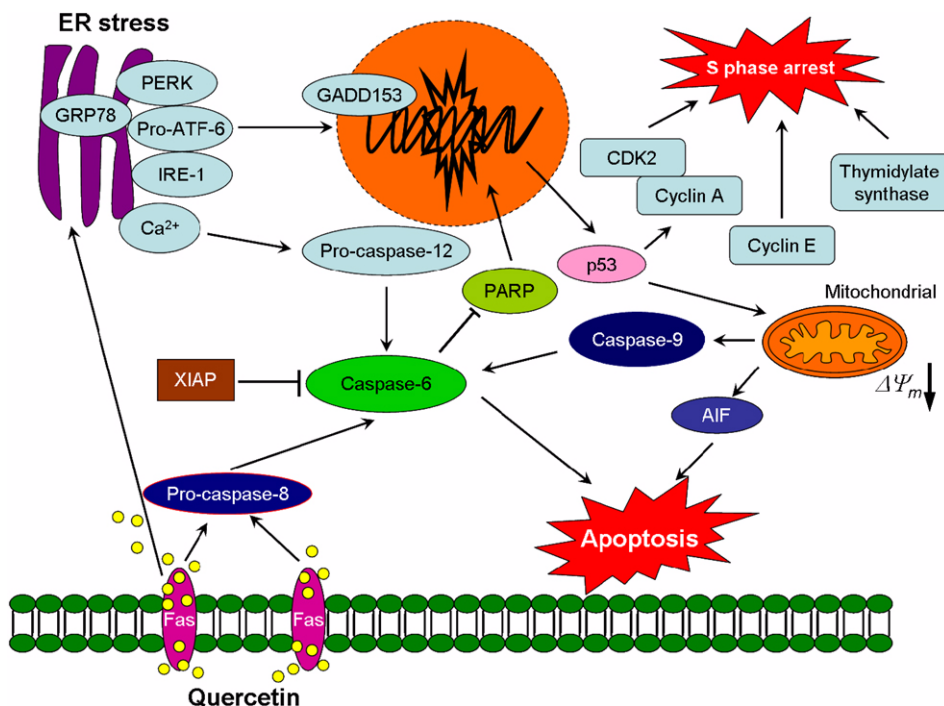 ER stress
PERK
GRP78
Pro-ATF-6
IRE-1
Ca²⁺
GADD153
S phase arrest
CDK2
Cyclin A
Thymidylate
synthase
Cyclin E
Pro-caspase-12
p53
PARP
Mitochondrial
Caspase-9
XIAP
Caspase-6
ΔΨm
AIF
Pro-caspase-8
Apoptosis
Fas
Fas
Quercetin